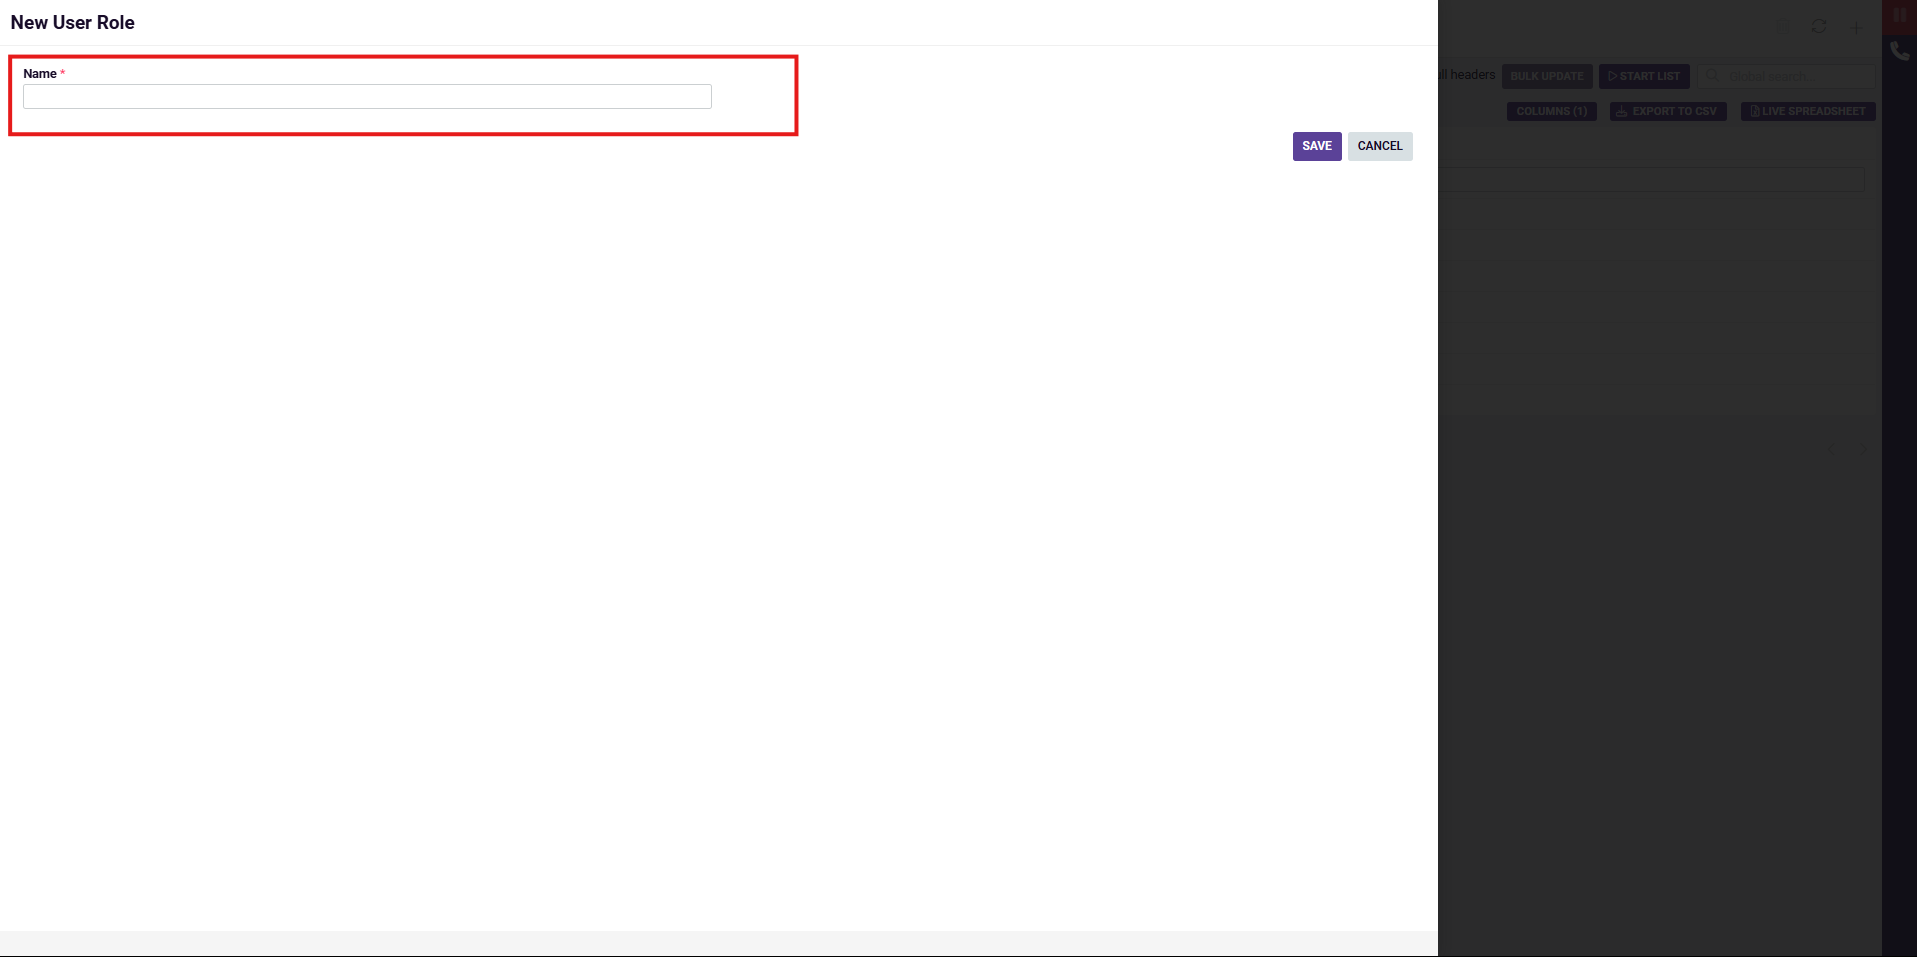 New User Role
Name *
SAVE CANCEL
ll headers BULK UPDATE START LIST Global search...
COLUMNS (1) EXPORT TO CSV LIVE SPREADSHEET